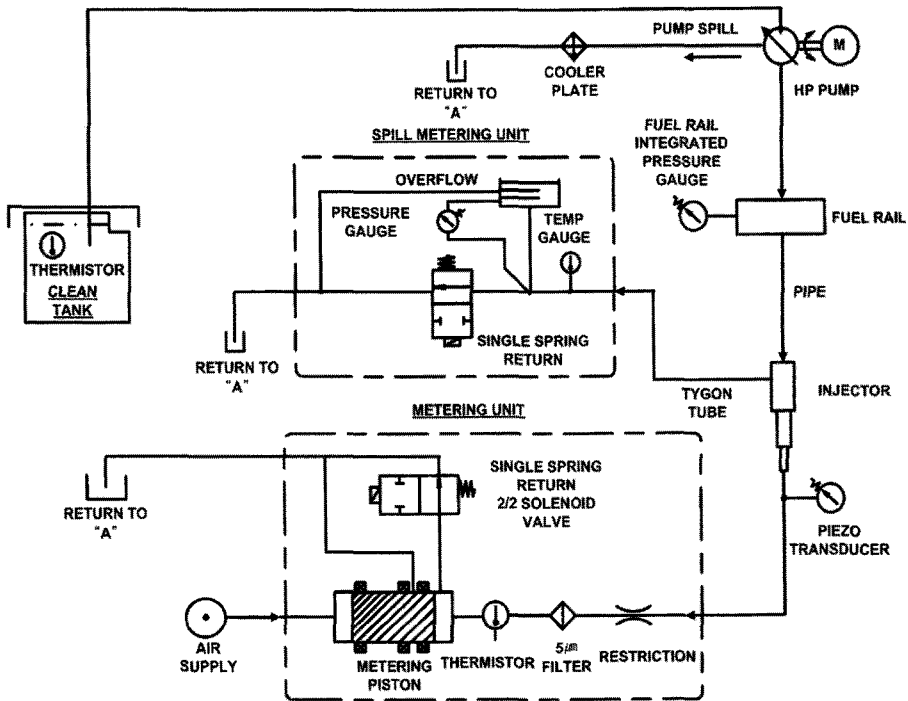 PUMP SPILL
M
HP PUMP
COOLER
PLATE
RETURN TO
"A"
SPILL METERING UNIT
FUEL RAIL
INTEGRATED
PRESSURE
GAUGE
FUEL RAIL
OVERFLOW
PRESSURE
GAUGE
TEMP
GAUGE
THERMISTOR
CLEAN
TANK
PIPE
SINGLE SPRING
RETURN
RETURN TO
"A"
TYGON
TUBE
INJECTOR
METERING UNIT
SINGLE SPRING
RETURN
2/2 SOLENOID
VALVE
RETURN TO
"A"
PIEZO
TRANSDUCER
AIR
SUPPLY
METERING
PISTON
THERMISTOR
5㎛
FILTER
RESTRICTION